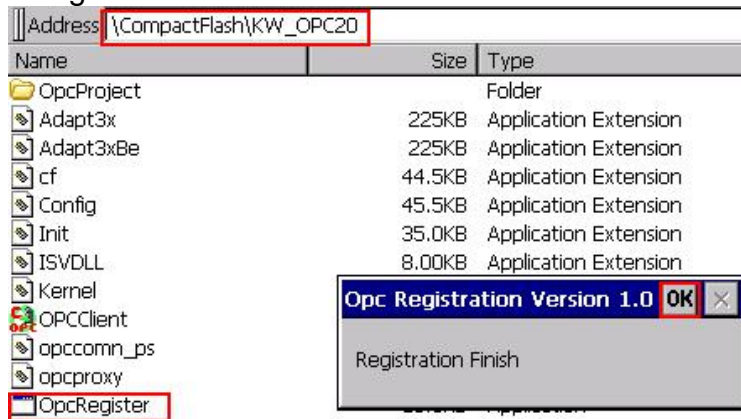 Address \CompactFlash\KW_OPC20
Name Size Type
OpcProject Folder
Adapt3x 225KB Application Extension
Adapt3xBe 225KB Application Extension
cf 44.5KB Application Extension
Config 45.5KB Application Extension
Init 35.0KB Application Extension
ISVDLL 8.00KB Application Extension
Kernel
Opc Registration Version 1.0 OK ×
OPCClient
opccomn_ps
Registration Finish
opcproxy
OpcRegister